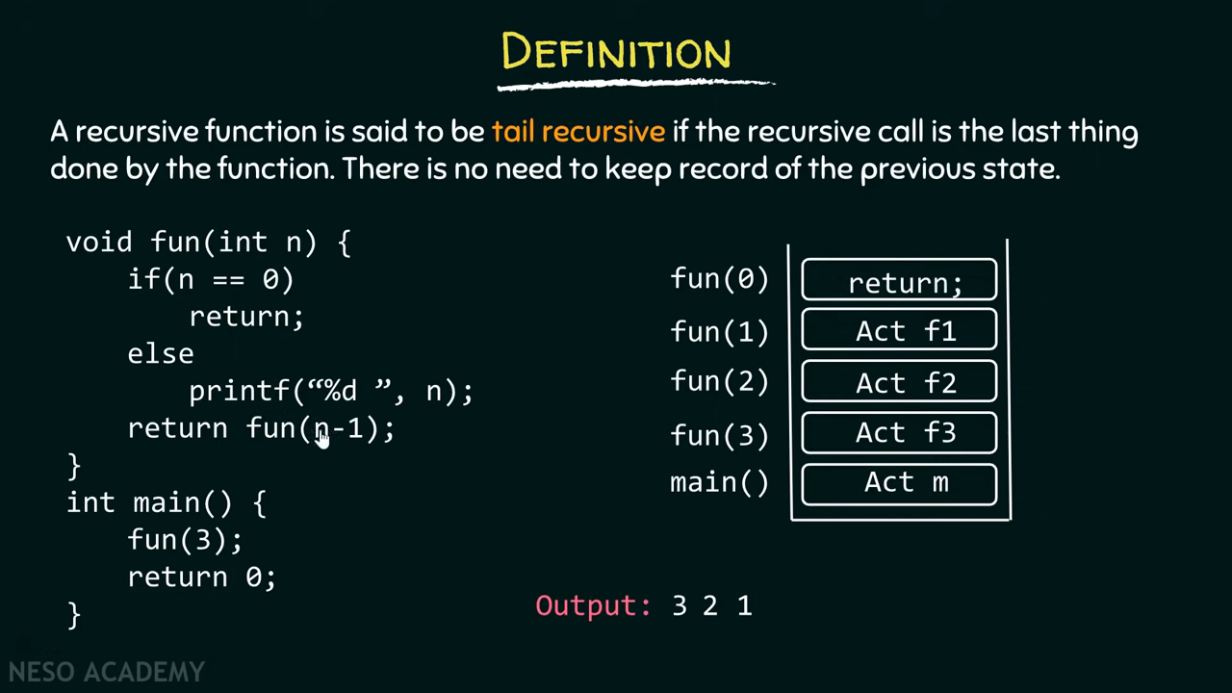 DEFINITION
A recursive function is said to be tail recursive if the recursive call is the last thing
done by the function. There is no need to keep record of the previous state.
void fun(int n) {
if(n == 0)
return;
else
printf(“%d ”, n);
return fun(n-1);
}
int main() {
fun(3);
return 0;
}
fun(0) return;
fun(1) Act f1
fun(2) Act f2
fun(3) Act f3
main() Act m
Output: 3 2 1
NESO ACADEMY